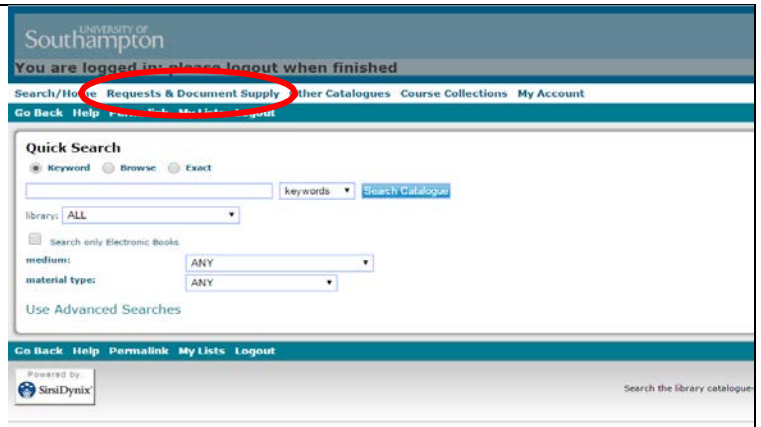 UNIVERSITY OF
Southampton
You are logged in: please logout when finished
Search/Home Requests & Document Supply Other Catalogues Course Collections My Account
Go Back Help Permalink My Lists Logout
Quick Search
Keyword Browse Exact
keywords Search Catalogue
library: ALL
Search only Electronic Books
medium: ANY
material type: ANY
Use Advanced Searches
Go Back Help Permalink My Lists Logout
Powered by
SirsiDynix
Search the library catalogue-